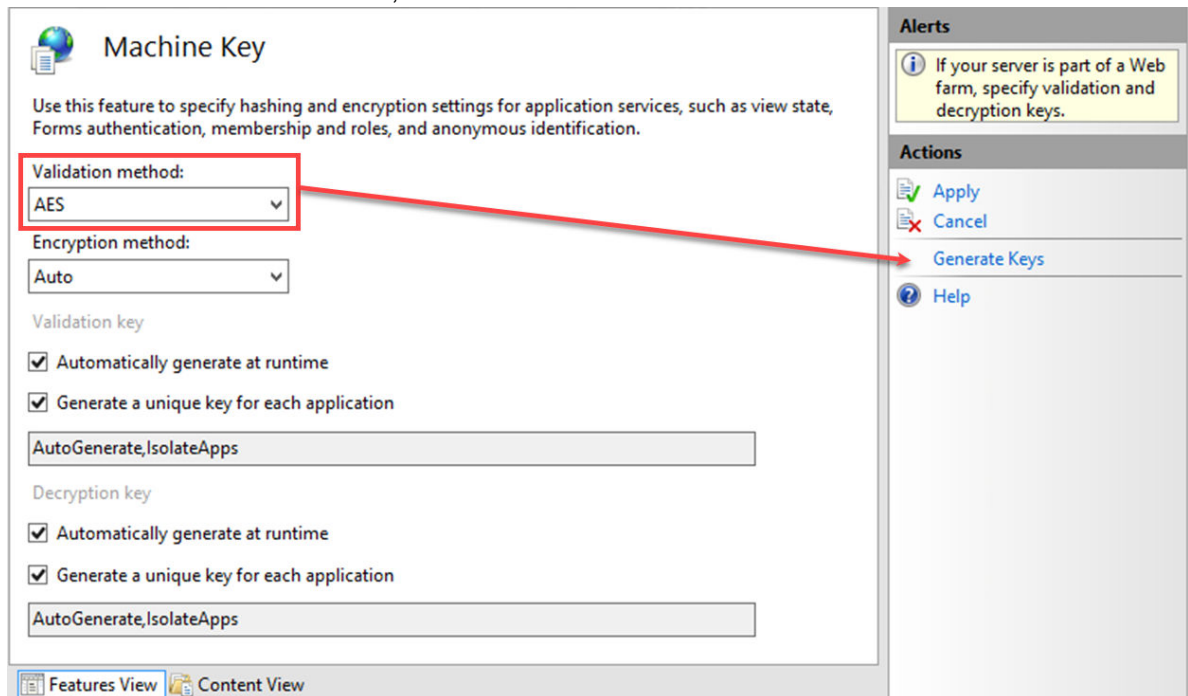 Machine Key
Use this feature to specify hashing and encryption settings for application services, such as view state,
Forms authentication, membership and roles, and anonymous identification.
Validation method:
AES
Encryption method:
Auto
Validation key
Automatically generate at runtime
Generate a unique key for each application
AutoGenerate,IsolateApps
Decryption key
Automatically generate at runtime
Generate a unique key for each application
AutoGenerate,IsolateApps
Features View
Content View
Alerts
If your server is part of a Web
farm, specify validation and
decryption keys.
Actions
Apply
Cancel
Generate Keys
Help